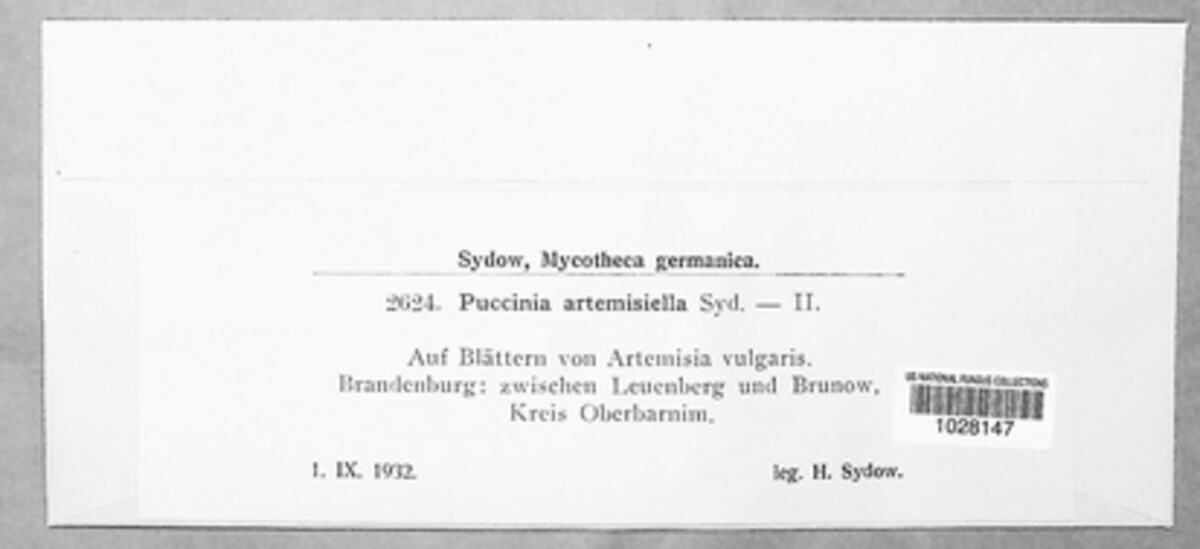 Sydow, Mycotheca germanica.
2624. Puccinia artemisiella Syd. — II.
Auf Blättern von Artemisia vulgaris.
Brandenburg: zwischen Leuenberg und Brunow,
Kreis Oberbarnim.
US NATIONAL FUNGUS COLLECTIONS
1028147
1. IX. 1932. leg. H. Sydow.